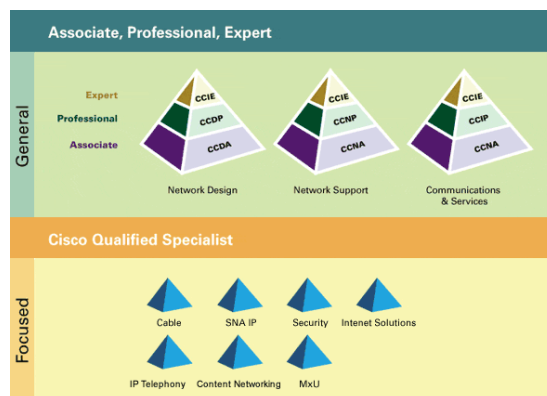 Associate, Professional, Expert
General
Expert
Professional
Associate
CCIE
CCDP
CCDA
CCIE
CCNP
CCNA
CCIE
CCIP
CCNA
Network Design
Network Support
Communications
& Services
Cisco Qualified Specialist
Focused
Cable
SNA IP
Security
Intenet Solutions
IP Telephony
Content Networking
MxU